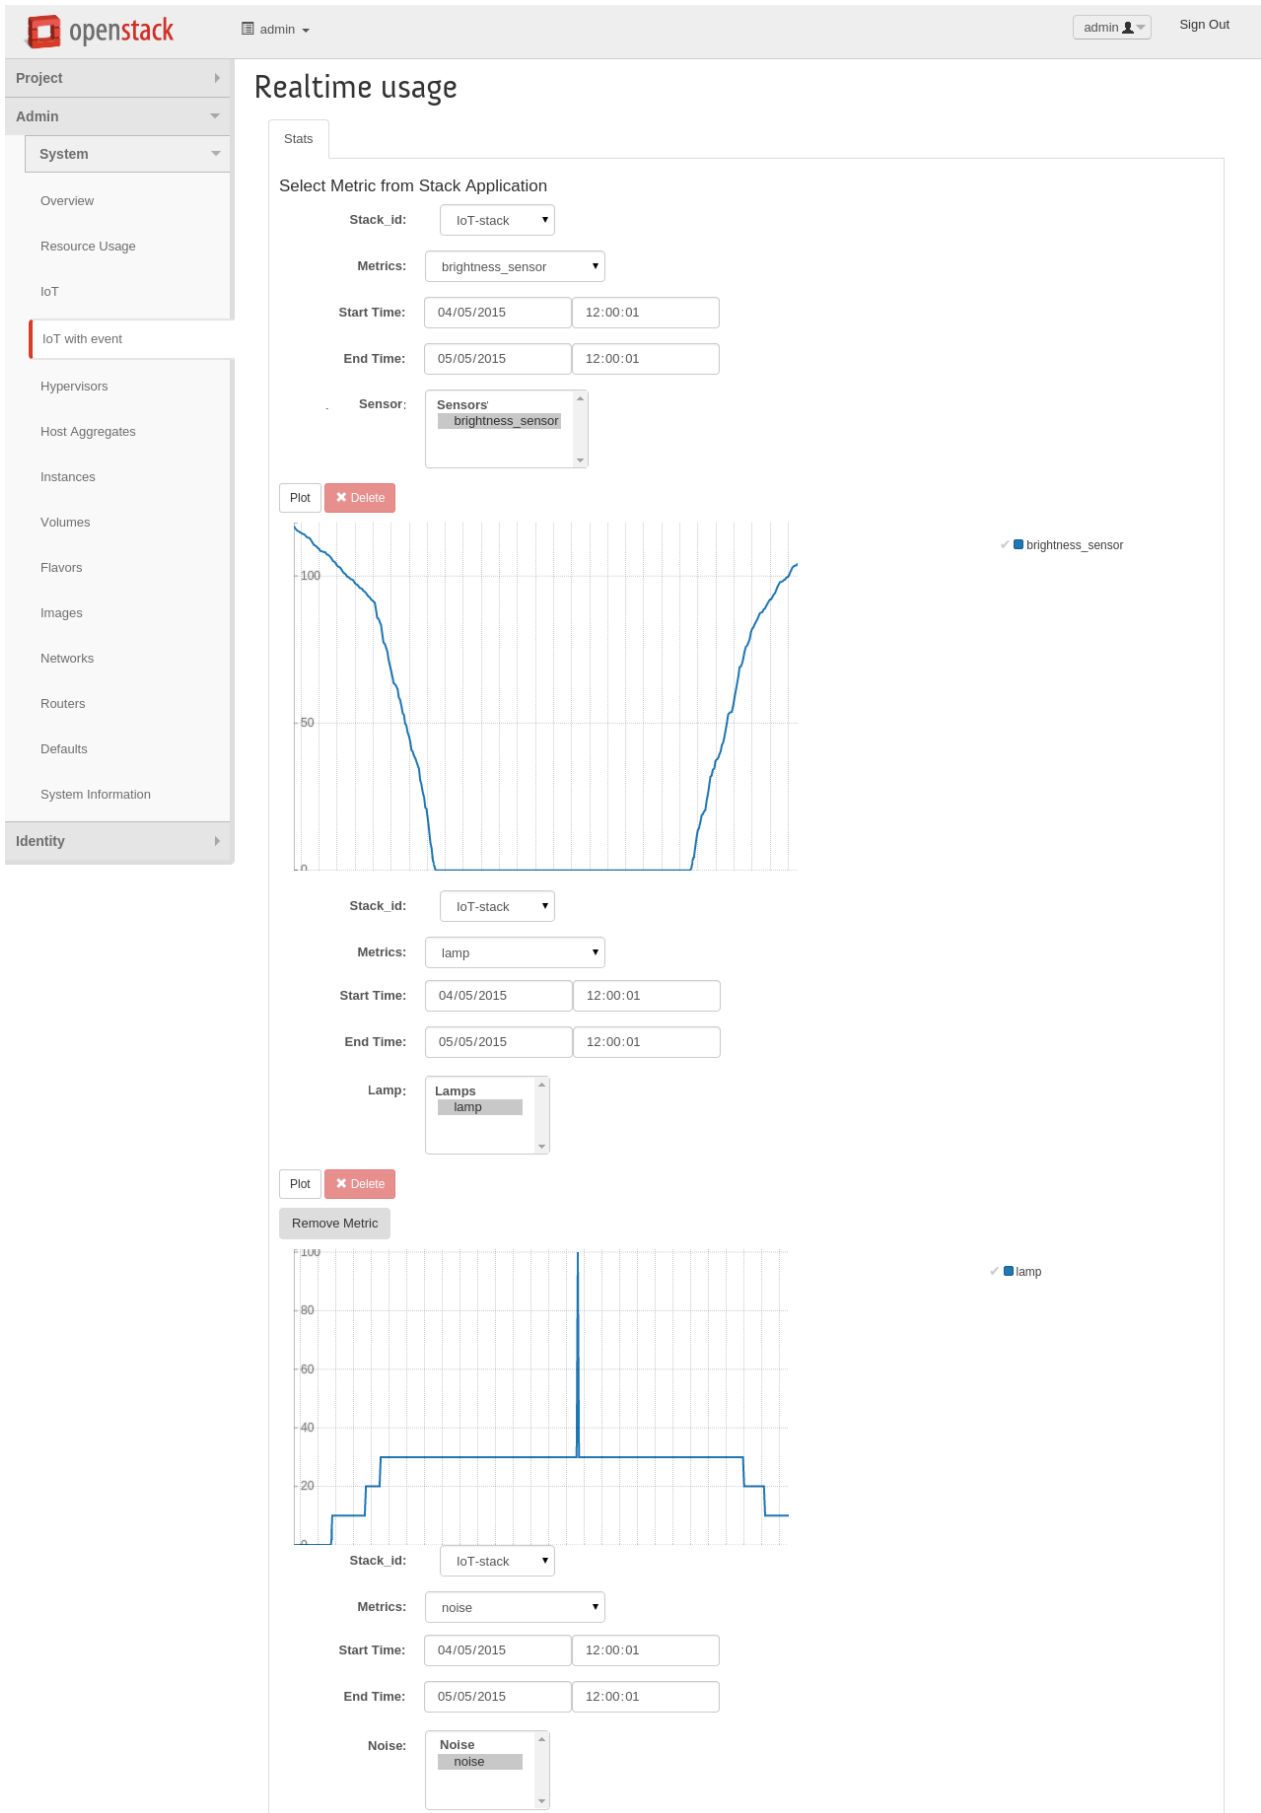 openstack
admin
admin
Sign Out
Project
Admin
System
Overview
Resource Usage
IoT
IoT with event
Hypervisors
Host Aggregates
Instances
Volumes
Flavors
Images
Networks
Routers
Defaults
System Information
Identity
Realtime usage
Stats
Select Metric from Stack Application
Stack_id: IoT-stack
Metrics: brightness_sensor
Start Time: 04/05/2015 12:00:01
End Time: 05/05/2015 12:00:01
Sensor: Sensors
brightness_sensor
Plot Delete
brightness_sensor
100
50
0
Stack_id: IoT-stack
Metrics: lamp
Start Time: 04/05/2015 12:00:01
End Time: 05/05/2015 12:00:01
Lamp: Lamps
lamp
Plot Delete
Remove Metric
100
lamp
80
60
40
20
0
Stack_id: IoT-stack
Metrics: noise
Start Time: 04/05/2015 12:00:01
End Time: 05/05/2015 12:00:01
Noise: Noise
noise